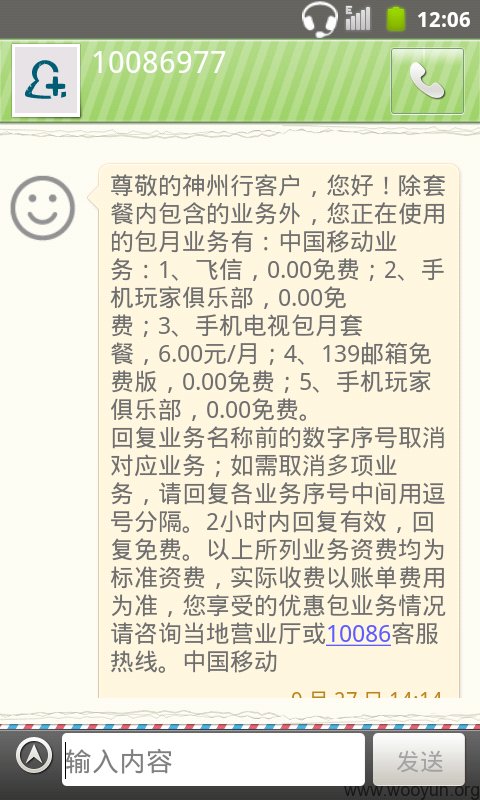 12:06
10086977
尊敬的神州行客户，您好！除套
餐内包含的业务外，您正在使用
的包月业务有：中国移动业
务：1、飞信，0.00免费；2、手
机玩家俱乐部，0.00免
费；3、手机电视包月套
餐，6.00元/月；4、139邮箱免
费版，0.00免费；5、手机玩家
俱乐部，0.00免费。
回复业务名称前的数字序号取消
对应业务；如需取消多项业
务，请回复各业务序号中间用逗
号分隔。2小时内回复有效，回
复免费。以上所列业务资费均为
标准资费，实际收费以账单费用
为准，您享受的优惠包业务情况
请咨询当地营业厅或10086客服
热线。中国移动
9月27日 14:14
输入内容
发送
www.wooyun.org